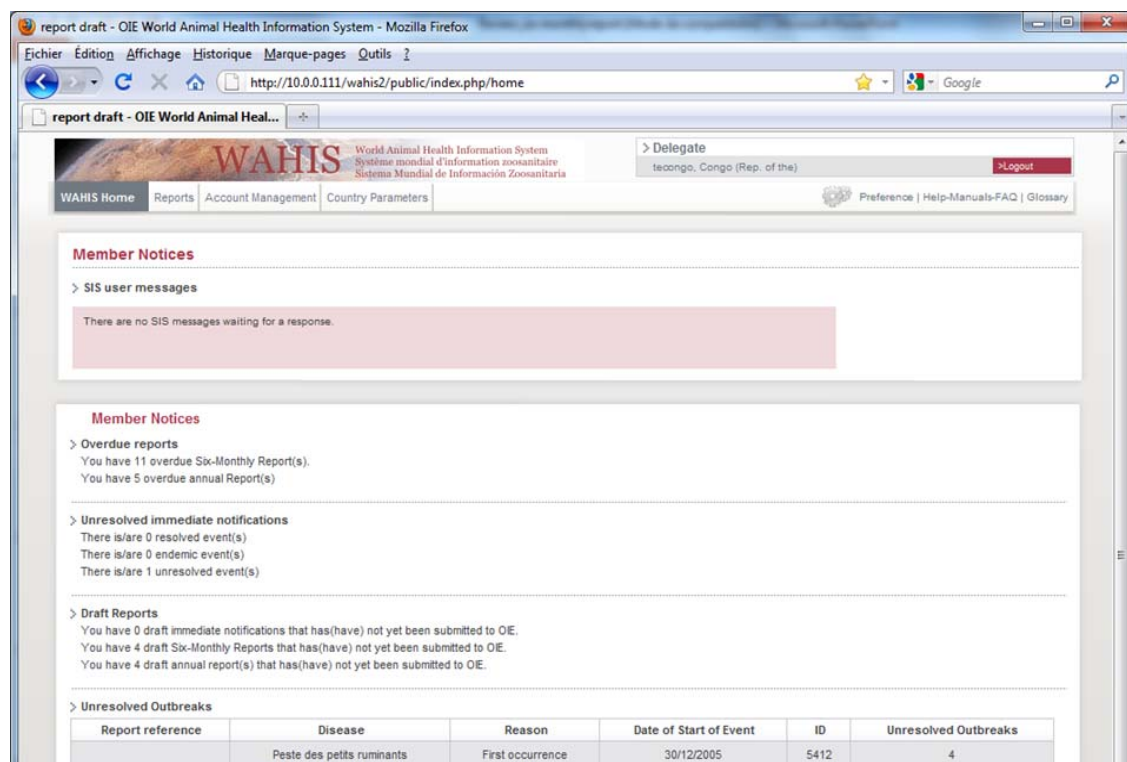 report draft - OIE World Animal Health Information System - Mozilla Firefox
Fichier Édition Affichage Historique Marque-pages Outils ?
http://10.0.0.111/wahis2/public/index.php/home
Google
report draft - OIE World Animal Heal...
WAHIS
World Animal Health Information System
Système mondial d'information zoosanitaire
Sistema Mundial de Información Zoosanitaria
> Delegate
tecongo, Congo (Rep. of the)
>Logout
WAHIS Home Reports Account Management Country Parameters
Preference | Help-Manuals-FAQ | Glossary
Member Notices
> SIS user messages
There are no SIS messages waiting for a response.
Member Notices
> Overdue reports
You have 11 overdue Six-Monthly Report(s).
You have 5 overdue annual Report(s)
> Unresolved immediate notifications
There is/are 0 resolved event(s)
There is/are 0 endemic event(s)
There is/are 1 unresolved event(s)
> Draft Reports
You have 0 draft immediate notifications that has(have) not yet been submitted to OIE.
You have 4 draft Six-Monthly Reports that has(have) not yet been submitted to OIE.
You have 4 draft annual report(s) that has(have) not yet been submitted to OIE.
> Unresolved Outbreaks
Report reference Disease Reason Date of Start of Event ID Unresolved Outbreaks
Peste des petits ruminants First occurrence 30/12/2005 5412 4